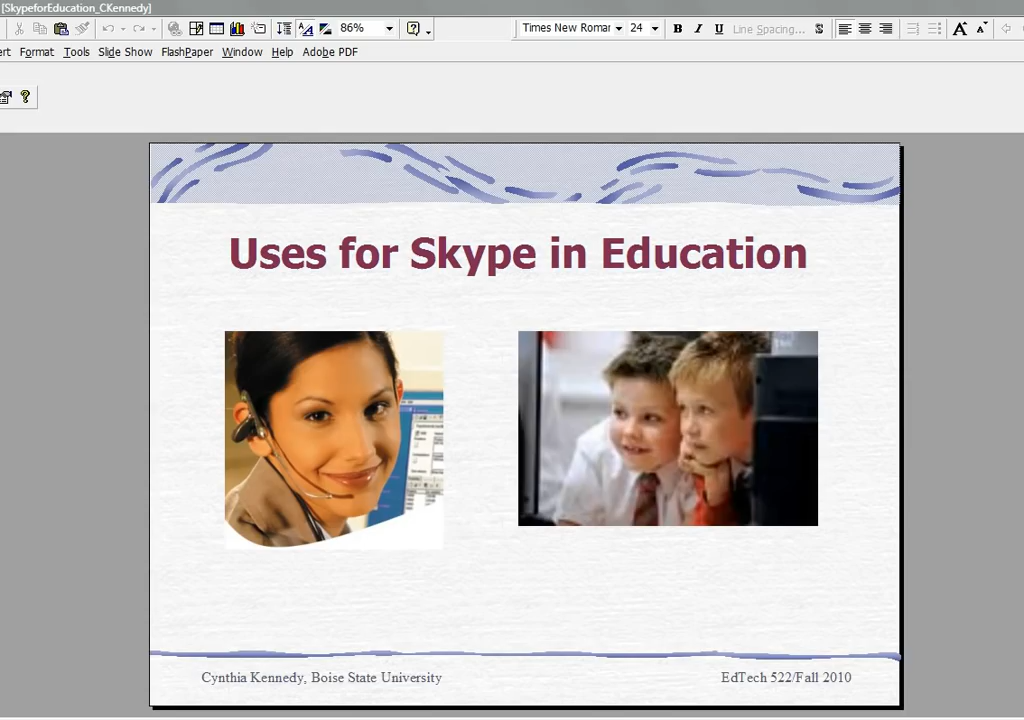 [SkypeforEducation_CKennedy]
86%
Times New Roman
24
B I U Line Spacing... S
A A
ert Format Tools Slide Show FlashPaper Window Help Adobe PDF
Uses for Skype in Education
Cynthia Kennedy, Boise State University
EdTech 522/Fall 2010